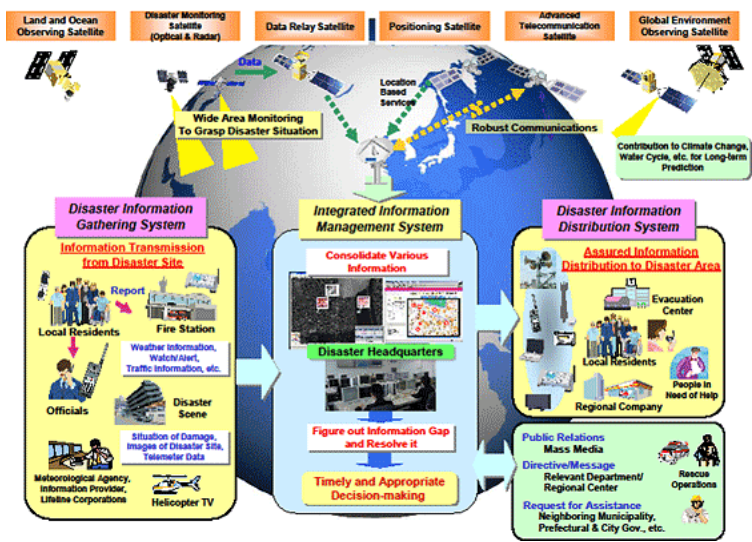 Land and Ocean
Observing Satellite
Disaster Monitoring
Satellite
(Optical & Radar)
Data Relay Satellite
Positioning Satellite
Advanced
Telecommunication
Satellite
Global Environment
Observing Satellite
Data
Location
Based
Services
Wide Area Monitoring
To Grasp Disaster Situation
Robust Communications
Contribution to Climate Change,
Water Cycle, etc. for Long-term
Prediction
Disaster Information
Gathering System
Information Transmission
from Disaster Site
Report
Local Residents
Fire Station
Weather Information,
Watch/Alert,
Traffic Information, etc.
Officials
Disaster
Scene
Situation of Damage,
Images of Disaster Site,
Telemeter Data
Meteorological Agency,
Information Provider,
Lifeline Corporations
Helicopter TV
Integrated Information
Management System
Consolidate Various
Information
Disaster Headquarters
Figure out Information Gap
and Resolve it
Timely and Appropriate
Decision-making
Disaster Information
Distribution System
Assured Information
Distribution to Disaster Area
Evacuation
Center
Local Residents
People in
Need of Help
Regional Company
Public Relations
Mass Media
Directive/Message
Relevant Department/
Regional Center
Request for Assistance
Neighboring Municipality,
Prefectural & City Gov., etc.
Rescue
Operations